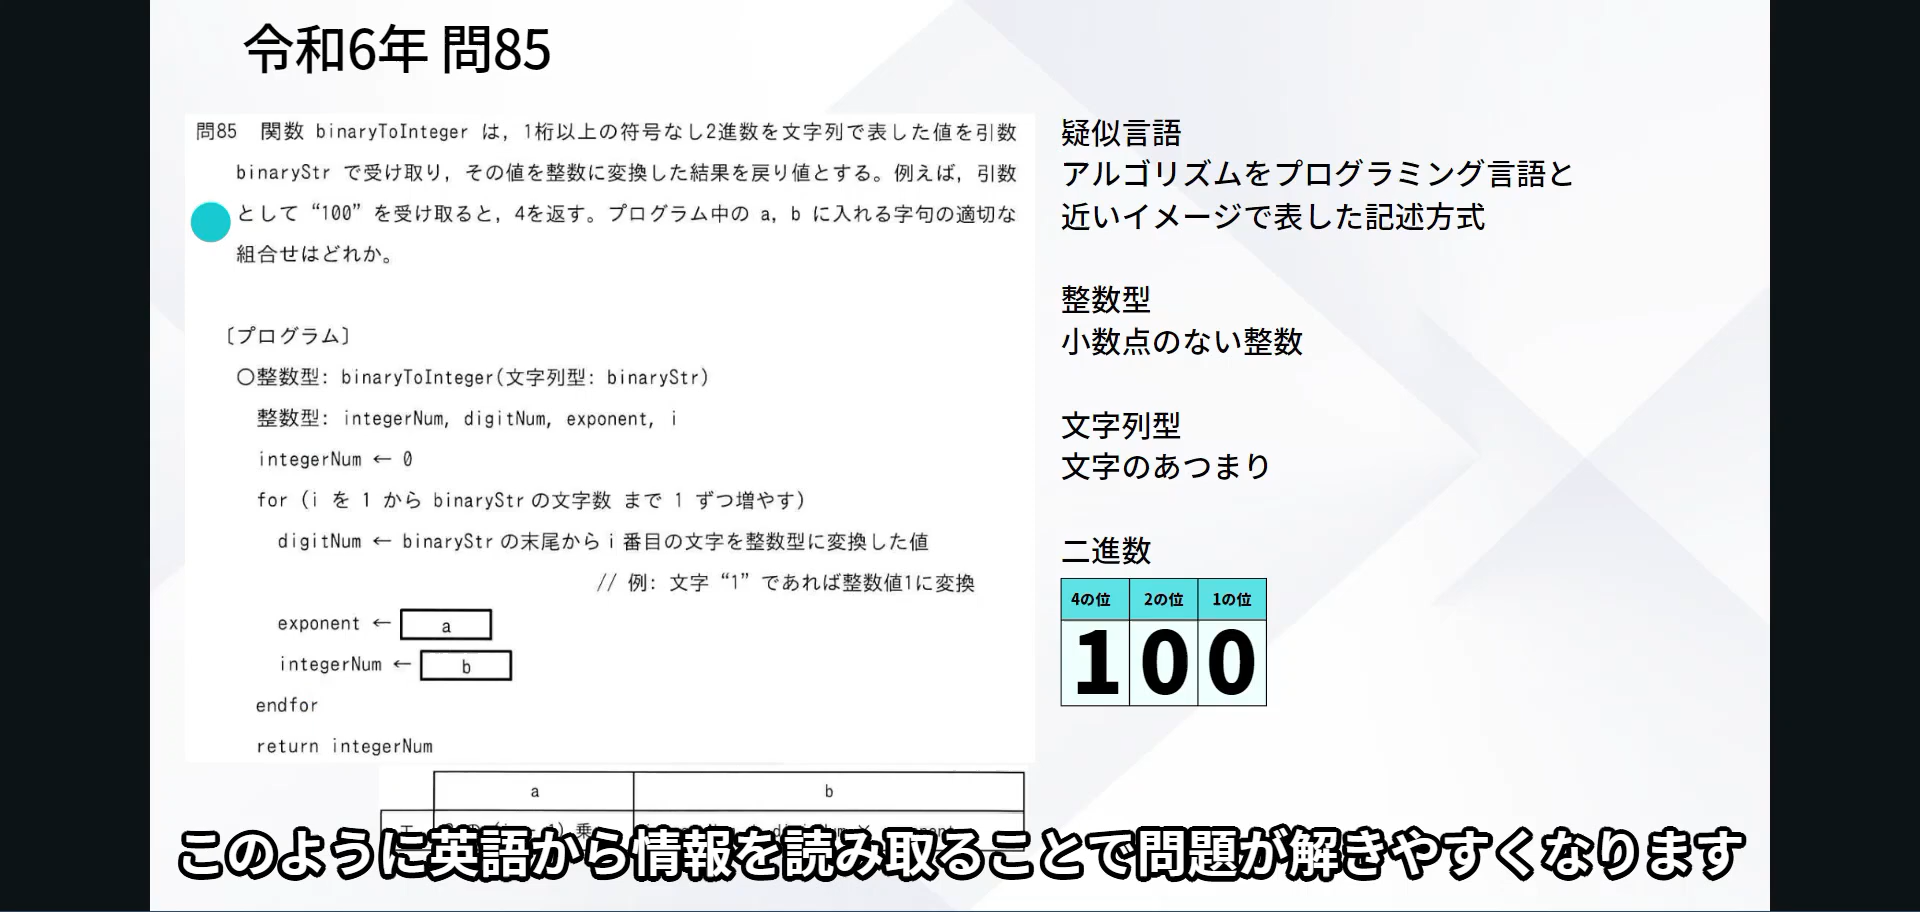 令和6年 問85
問85 関数 binaryToInteger は，1桁以上の符号なし2進数を文字列で表した値を引数
binaryStr で受け取り，その値を整数に変換した結果を戻り値とする。例えば，引数
として“100”を受け取ると，4を返す。プログラム中の a，b に入れる字句の適切な
組合せはどれか。
〔プログラム〕
○整数型: binaryToInteger(文字列型: binaryStr)
整数型: integerNum, digitNum, exponent, i
integerNum ← 0
for (i を 1 から binaryStr の文字数 まで 1 ずつ増やす)
digitNum ← binaryStr の末尾から i 番目の文字を整数型に変換した値
// 例: 文字“1”であれば整数値1に変換
exponent ← a
integerNum ← b
endfor
return integerNum
a b
疑似言語
アルゴリズムをプログラミング言語と
近いイメージで表した記述方式
整数型
小数点のない整数
文字列型
文字のあつまり
二進数
4の位 2の位 1の位
1 0 0
このように英語から情報を読み取ることで問題が解きやすくなります